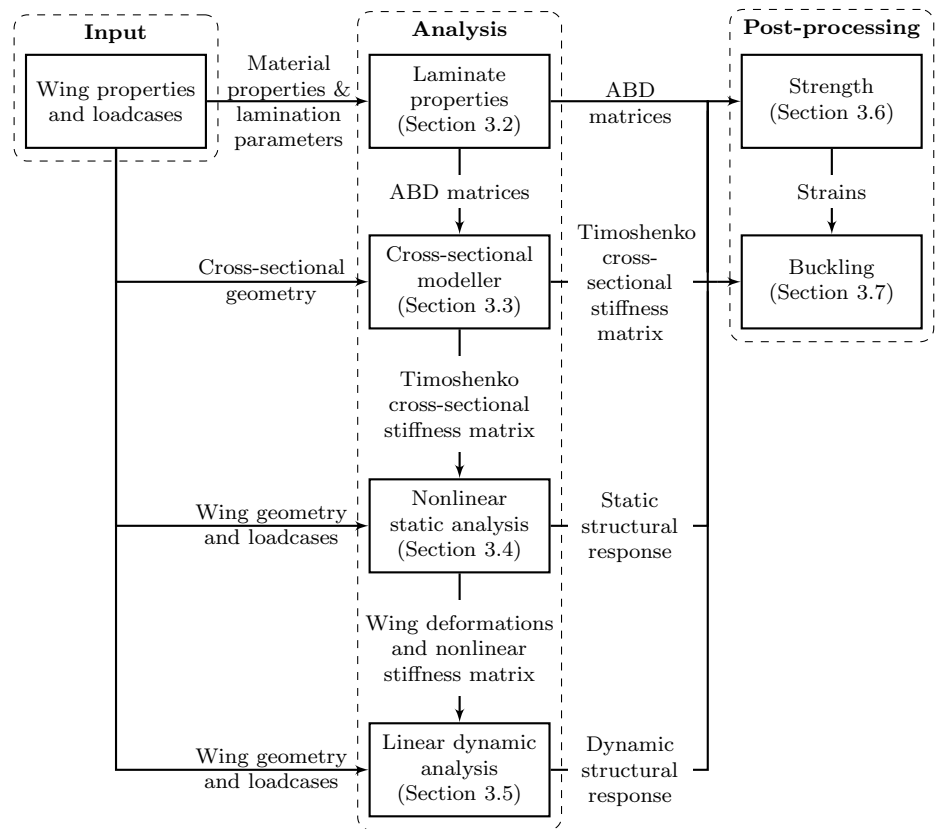 Input
Analysis
Post-processing
Wing properties
and loadcases
Material
properties &
lamination
parameters
Laminate
properties
(Section 3.2)
ABD
matrices
Strength
(Section 3.6)
ABD matrices
Strains
Cross-sectional
geometry
Cross-sectional
modeller
(Section 3.3)
Timoshenko
cross-
sectional
stiffness
matrix
Buckling
(Section 3.7)
Timoshenko
cross-sectional
stiffness matrix
Wing geometry
and loadcases
Nonlinear
static analysis
(Section 3.4)
Static
structural
response
Wing deformations
and nonlinear
stiffness matrix
Wing geometry
and loadcases
Linear dynamic
analysis
(Section 3.5)
Dynamic
structural
response